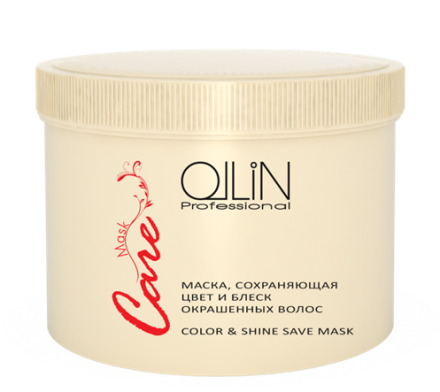 Mask
Care
OLLiN
Professional
МАСКА, СОХРАНЯЮЩАЯ
ЦВЕТ И БЛЕСК
ОКРАШЕННЫХ ВОЛОС
COLOR & SHINE SAVE MASK